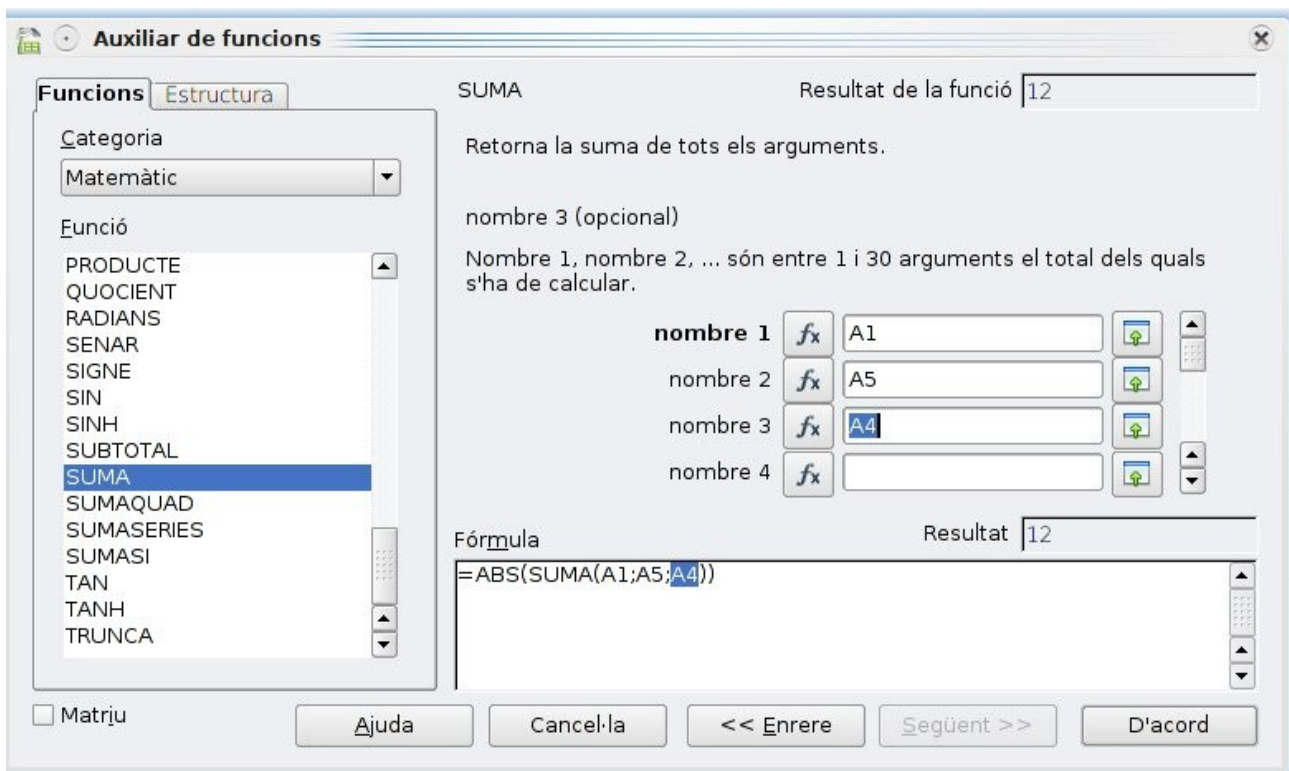 Auxiliar de funcions
Funcions Estructura
Categoria
Matemàtic
Funció
PRODUCTE
QUOCIENT
RADIANS
SENAR
SIGNE
SIN
SINH
SUBTOTAL
SUMA
SUMAQUAD
SUMASERIES
SUMASI
TAN
TANH
TRUNCA
SUMA
Resultat de la funció 12
Retorna la suma de tots els arguments.
nombre 3 (opcional)
Nombre 1, nombre 2, ... són entre 1 i 30 arguments el total dels quals
s'ha de calcular.
nombre 1 fx A1
nombre 2 fx A5
nombre 3 fx A4
nombre 4 fx
Fórmula
Resultat 12
=ABS(SUMA(A1;A5;A4))
Matriu
Ajuda
Cancel·la
<< Enrere
Següent >>
D'acord